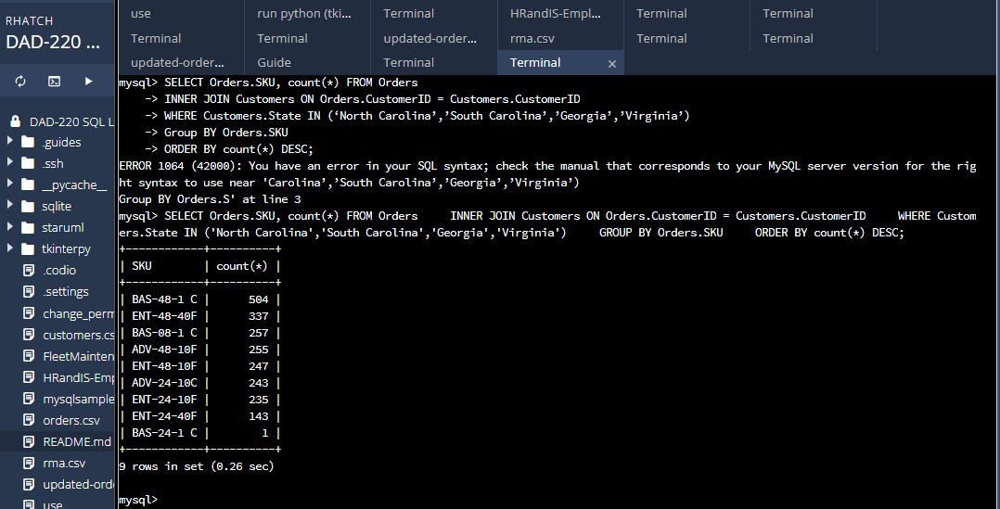 RHATCH
DAD-220 ...
use
run python (tki...
Terminal
HRandIS-Empl...
Terminal
Terminal
Terminal
Terminal
updated-order...
rma.csv
Terminal
Terminal
updated-order...
Guide
Terminal
Terminal ×
DAD-220 SQL L
.guides
.ssh
__pycache__
sqlite
staruml
tkinterpy
.codio
.settings
change_perm
customers.cs
FleetMainten
HRandIS-Emp
mysqlsample
orders.csv
README.md
rma.csv
updated-orde
use
mysql> SELECT Orders.SKU, count(*) FROM Orders
-> INNER JOIN Customers ON Orders.CustomerID = Customers.CustomerID
-> WHERE Customers.State IN (‘North Carolina’,’South Carolina’,’Georgia’,’Virginia’)
-> Group BY Orders.SKU
-> ORDER BY count(*) DESC;
ERROR 1064 (42000): You have an error in your SQL syntax; check the manual that corresponds to your MySQL server version for the rig
ht syntax to use near 'Carolina’,’South Carolina’,’Georgia’,’Virginia’)
Group BY Orders.S' at line 3
mysql> SELECT Orders.SKU, count(*) FROM Orders     INNER JOIN Customers ON Orders.CustomerID = Customers.CustomerID     WHERE Custom
ers.State IN ('North Carolina','South Carolina','Georgia','Virginia')     GROUP BY Orders.SKU     ORDER BY count(*) DESC;
+------------+----------+
| SKU        | count(*) |
+------------+----------+
| BAS-48-1 C |      504 |
| ENT-48-40F |      337 |
| BAS-08-1 C |      257 |
| ADV-48-10F |      255 |
| ENT-48-10F |      247 |
| ADV-24-10C |      243 |
| ENT-24-10F |      235 |
| ENT-24-40F |      143 |
| BAS-24-1 C |        1 |
+------------+----------+
9 rows in set (0.26 sec)
mysql>